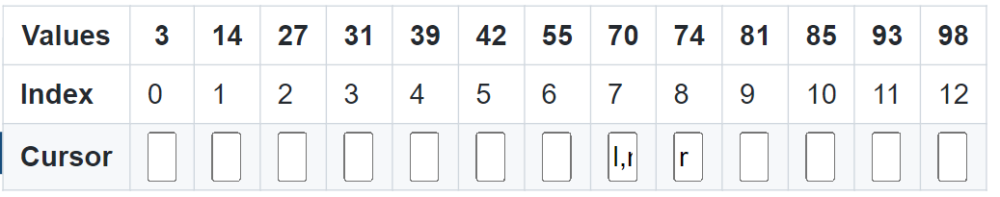 Values 3 14 27 31 39 42 55 70 74 81 85 93 98
Index 0 1 2 3 4 5 6 7 8 9 10 11 12
Cursor l, r